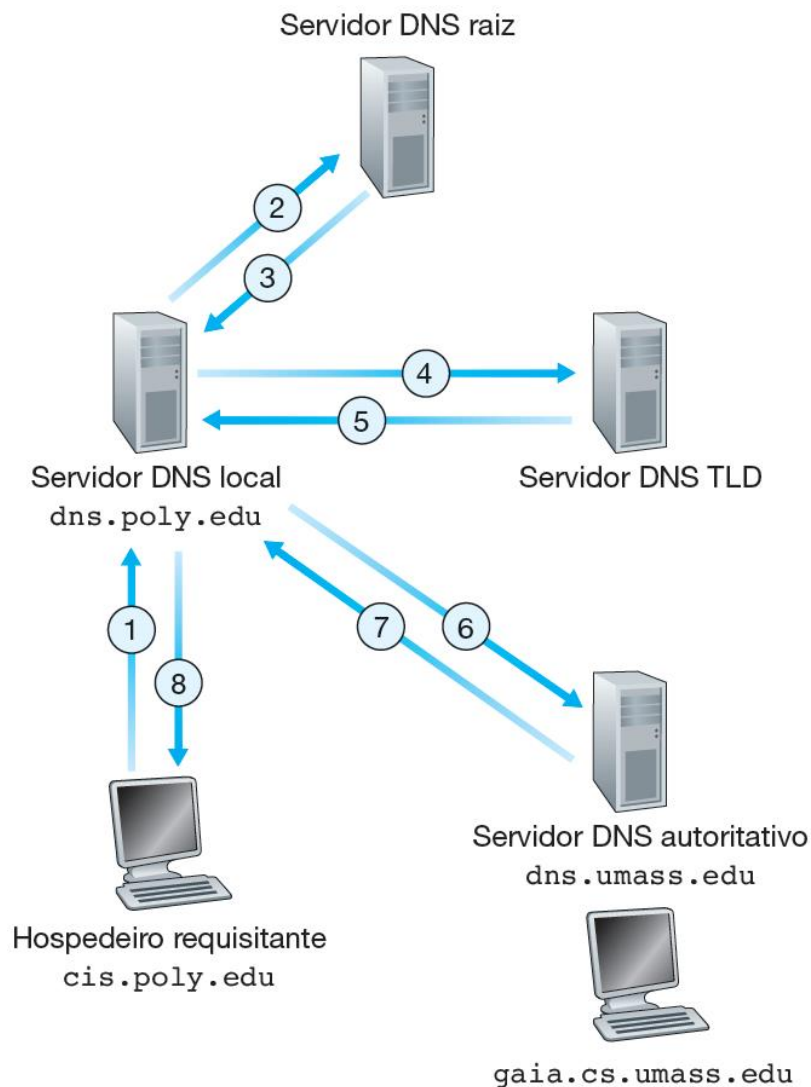 Servidor DNS raiz
2
3
4
5
Servidor DNS local
dns.poly.edu
Servidor DNS TLD
1
8
7
6
Servidor DNS autoritativo
dns.umass.edu
Hospedeiro requisitante
cis.poly.edu
gaia.cs.umass.edu